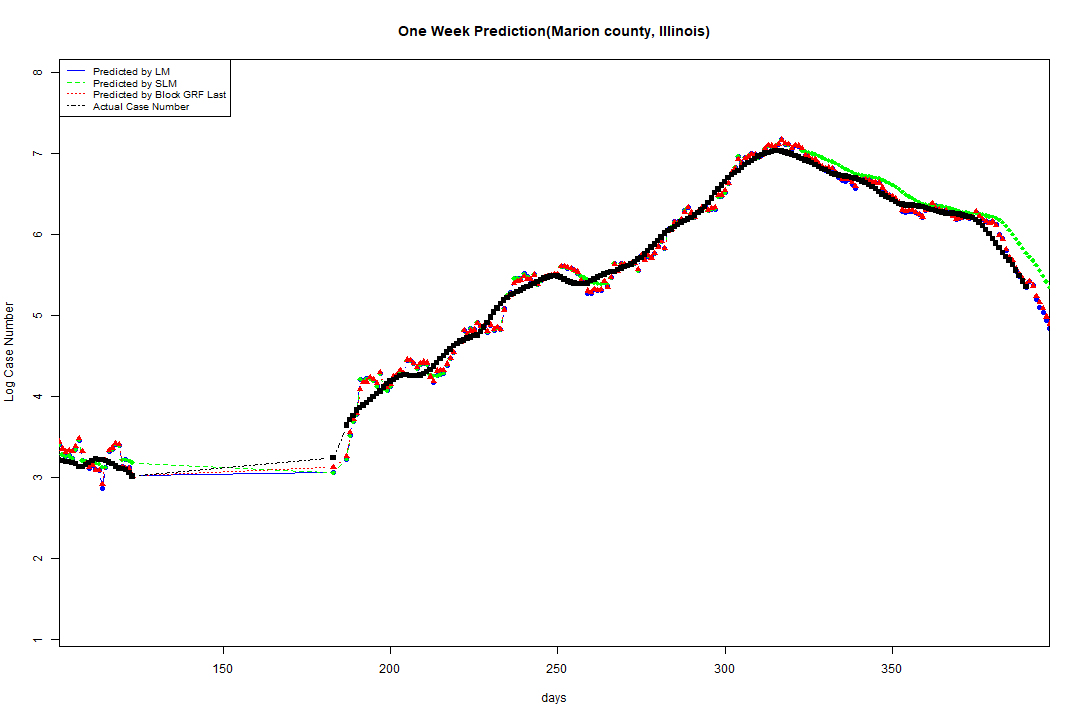 One Week Prediction(Marion county, Illinois)
Predicted by LM
Predicted by SLM
Predicted by Block GRF Last
Actual Case Number
8
7
6
5
4
3
2
1
Log Case Number
150 200 250 300 350
days